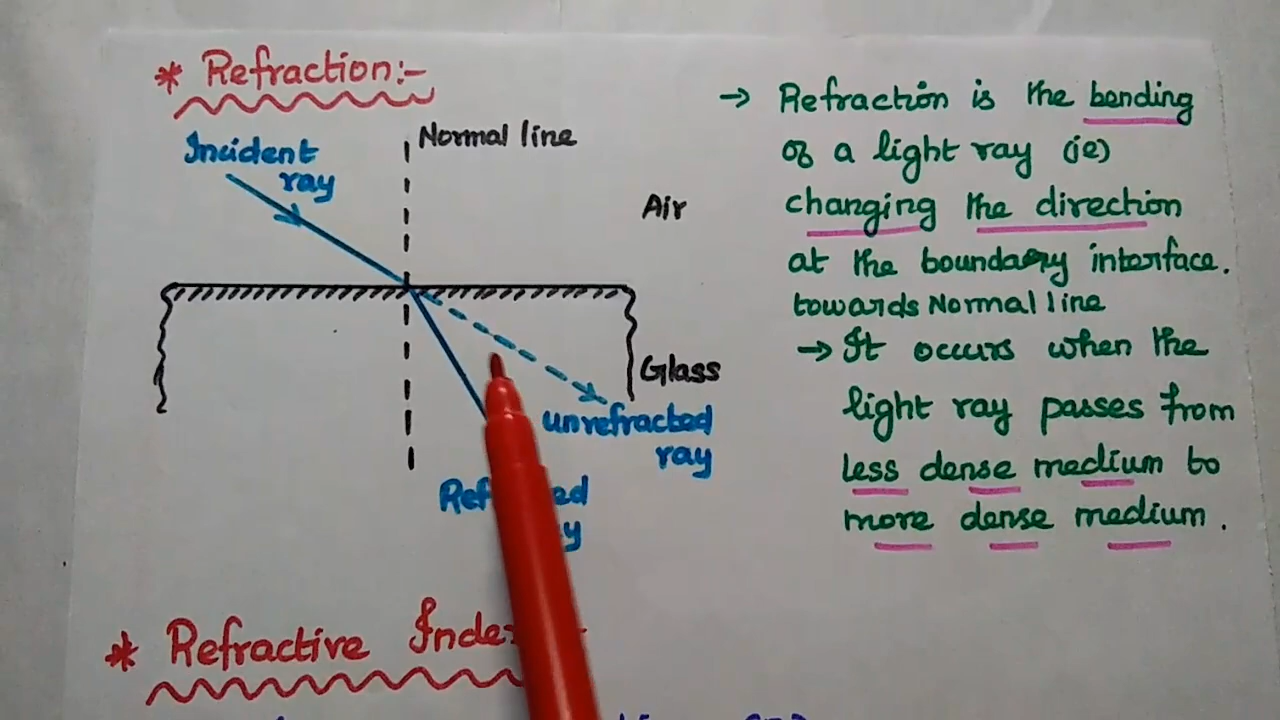 * Refraction:-
Incident
ray
Normal line
Air
Glass
unrefracted
ray
→ Refraction is the bending
of a light ray (ie)
changing the direction
at the boundary interface.
towards Normal line
→ It occurs when the
light ray passes from
less dense medium to
more dense medium.
* Refractive